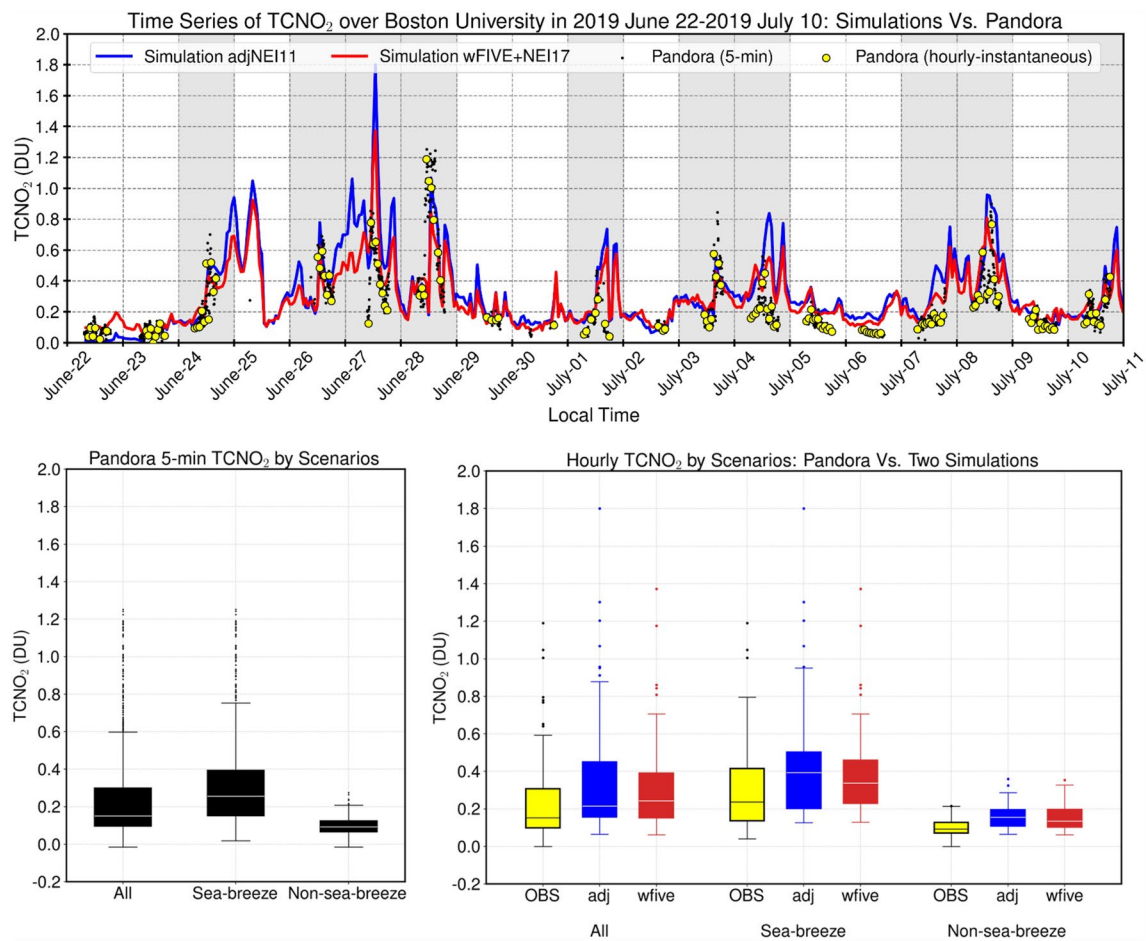 Time Series of TCNO₂ over Boston University in 2019 June 22-2019 July 10: Simulations Vs. Pandora
2.0
Simulation adjNEI11
Simulation wFIVE+NEI17
Pandora (5-min)
Pandora (hourly-instantaneous)
1.8
1.6
1.4
1.2
1.0
0.8
0.6
0.4
0.2
0.0
TCNO₂ (DU)
June-22
June-23
June-24
June-25
June-26
June-27
June-28
June-29
June-30
July-01
July-02
July-03
July-04
July-05
July-06
July-07
July-08
July-09
July-10
July-11
Local Time
Pandora 5-min TCNO₂ by Scenarios
2.0
1.8
1.6
1.4
1.2
1.0
0.8
0.6
0.4
0.2
0.0
-0.2
TCNO₂ (DU)
All Sea-breeze Non-sea-breeze
Hourly TCNO₂ by Scenarios: Pandora Vs. Two Simulations
2.0
1.8
1.6
1.4
1.2
1.0
0.8
0.6
0.4
0.2
0.0
-0.2
TCNO₂ (DU)
OBS adj wfive OBS adj wfive OBS adj wfive
All Sea-breeze Non-sea-breeze